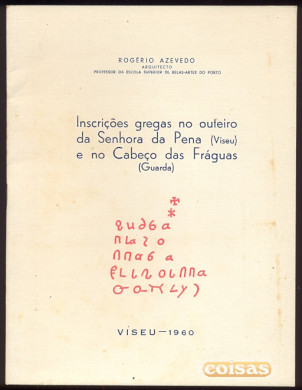 ROGÉRIO AZEVEDO
ARQUITECTO
PROFESSOR DA ESCOLA SUPERIOR DE BELAS-ARTES DO PORTO
Inscrições gregas no outeiro
da Senhora da Pena (Viseu)
e no Cabeço das Fráguas
(Guarda)
VISEU—1960
coisas